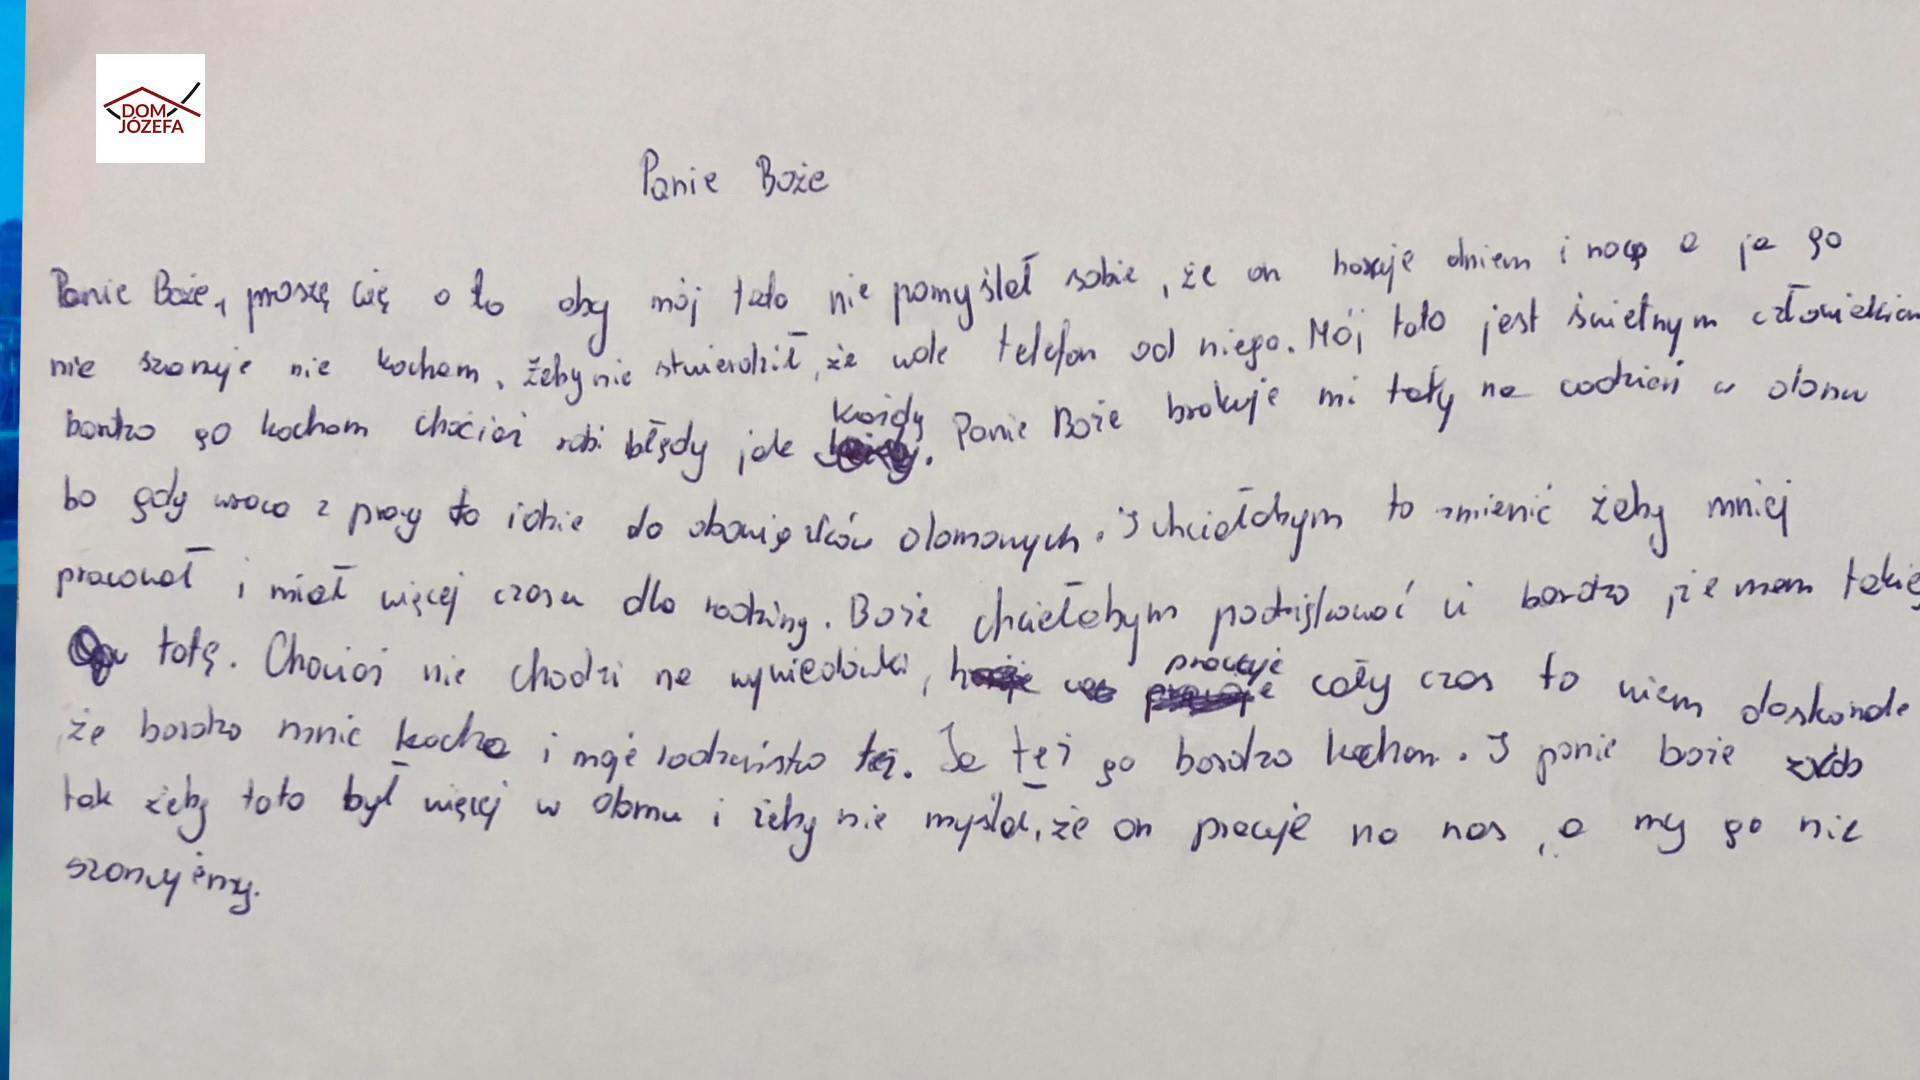 DOM
JÓZEFA
Panie Boże
Panie Boże, proszę cię o to aby mój tato nie pomyślał sobie, że on haruje dniem i nocą a ja go
nie szanuje nie kocham, żeby nie stwierdził, że wole telefon od niego. Mój tato jest świetnym człowiekiem
bardzo go kocham chociaż robi błędy jak każdy. Panie Boże brakuje mi taty na codzień w domu
bo gdy wraca z pracy to idzie do obowiązków domowych. I chciałabym to zmienić żeby mniej
pracował i miał więcej czasu dla rodziny. Boże chciałabym podziękować ci bardzo że mam takiego
tatę. Chociaż nie chodzi na wywiadówki, pracuje cały czas to wiem doskonale
że bardzo mnie kocha i moje rodzeństwo też. Ja też go bardzo kocham. I panie boże zrób
tak żeby tato był więcej w domu i żeby nie myślał, że on pracuje na nas, a my go nie
szanujemy.